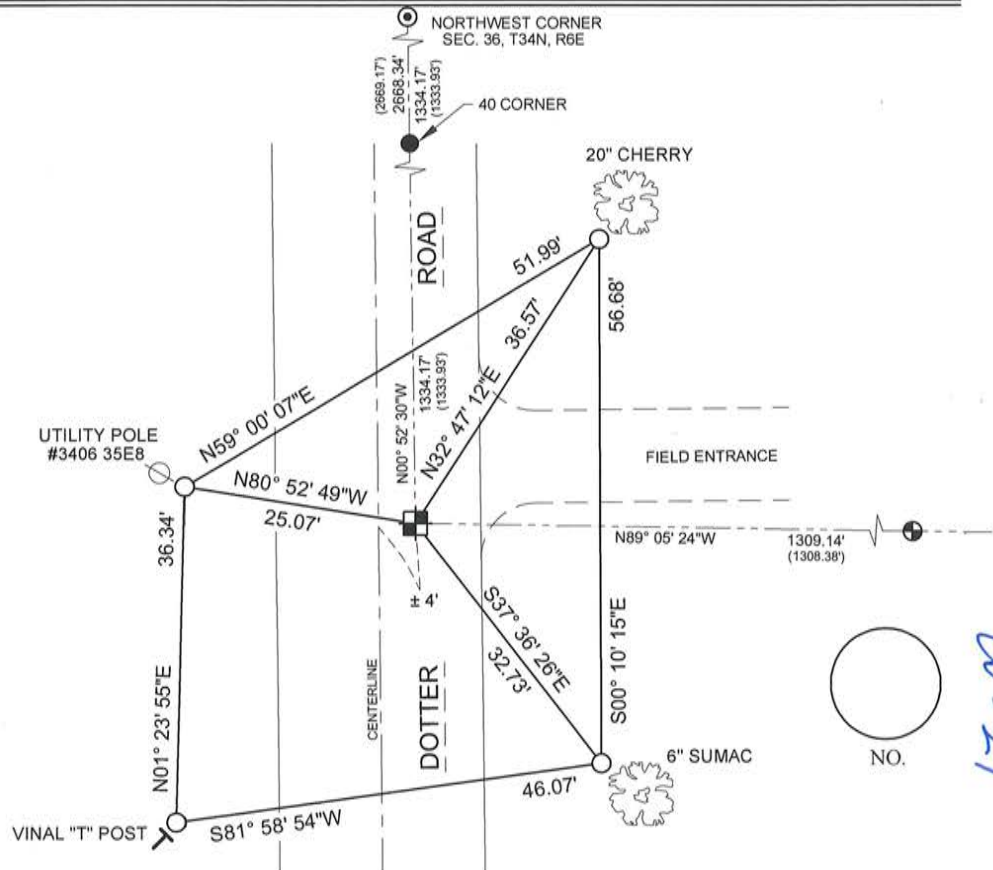 NORTHWEST CORNER
SEC. 36, T34N, R6E
(2669.17')
2668.34'
1334.17'
(1333.93')
40 CORNER
20" CHERRY
ROAD
51.99'
36.57'
56.68'
N59° 00' 07"E
N00° 52' 30"W
1334.17'
(1333.93')
N32° 47' 12"E
UTILITY POLE
#3406 35E8
N80° 52' 49"W
25.07'
FIELD ENTRANCE
36.34'
N89° 05' 24"W
1309.14'
(1308.38')
4'
S37° 36' 26"E
32.73'
S00° 10' 15"E
N01° 23' 55"E
CENTERLINE
DOTTER
6" SUMAC
46.07'
NO.
VINAL "T" POST
S81° 58' 54"W